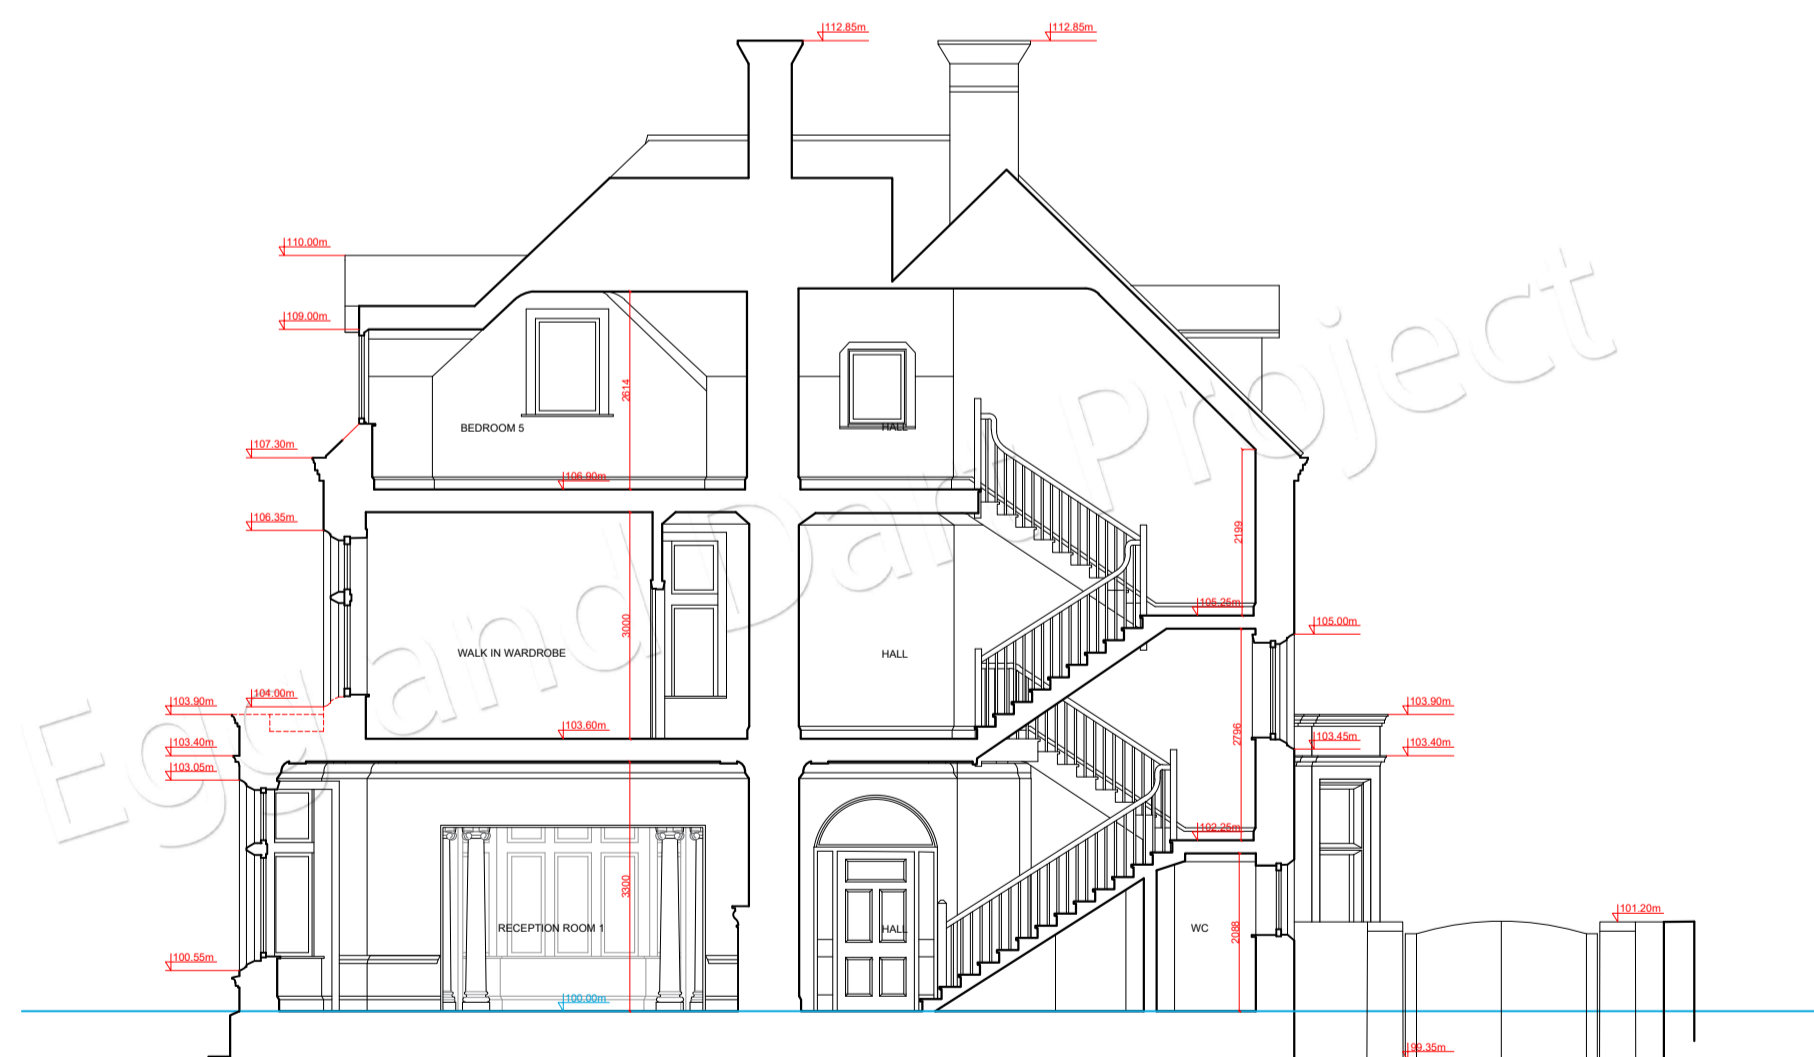 112.85m 112.85m
110.00m
109.00m
2614
BEDROOM 5 HALL
107.30m
106.90m
106.35m
2199
105.25m
105.00m
3000
WALK IN WARDROBE HALL
104.00m
103.90m 103.90m
103.60m
2796
103.45m
103.40m 103.40m
103.05m
102.25m
3300
101.20m
RECEPTION ROOM 1 HALL WC
2088
100.55m
100.00m
99.35m
Egg and Dart Project